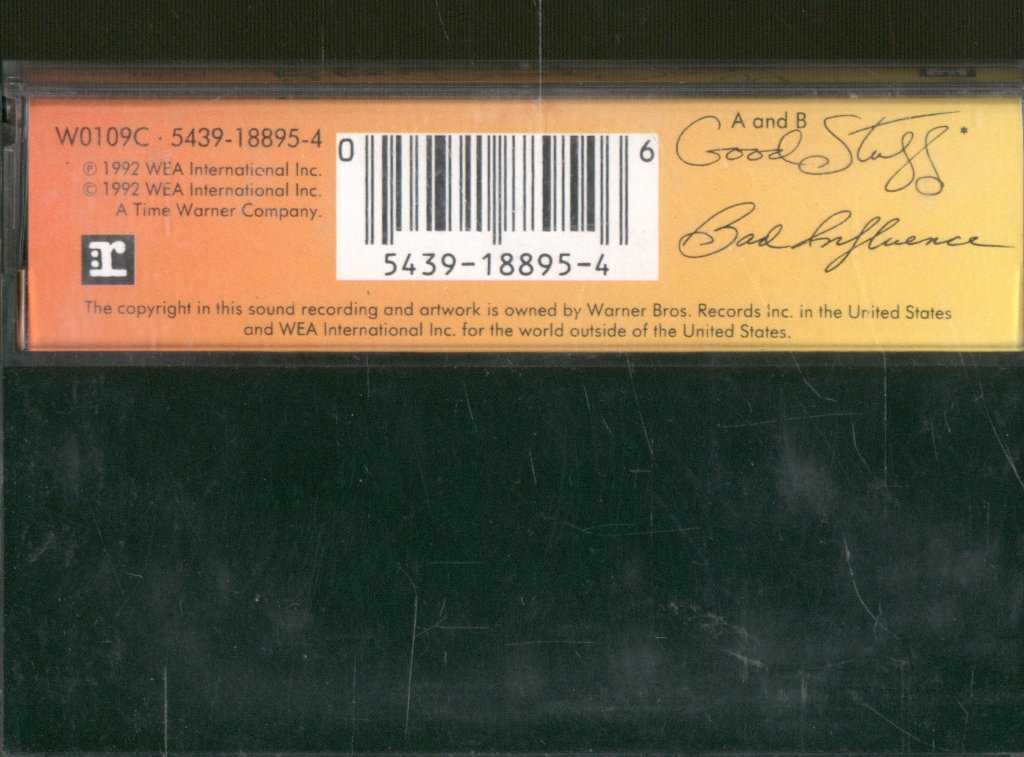 W0109C · 5439-18895-4
℗ 1992 WEA International Inc.
© 1992 WEA International Inc.
A Time Warner Company.
r
0 6
5439-18895-4
A and B
Good Stuff*
Bad Influence
The copyright in this sound recording and artwork is owned by Warner Bros. Records Inc. in the United States
and WEA International Inc. for the world outside of the United States.